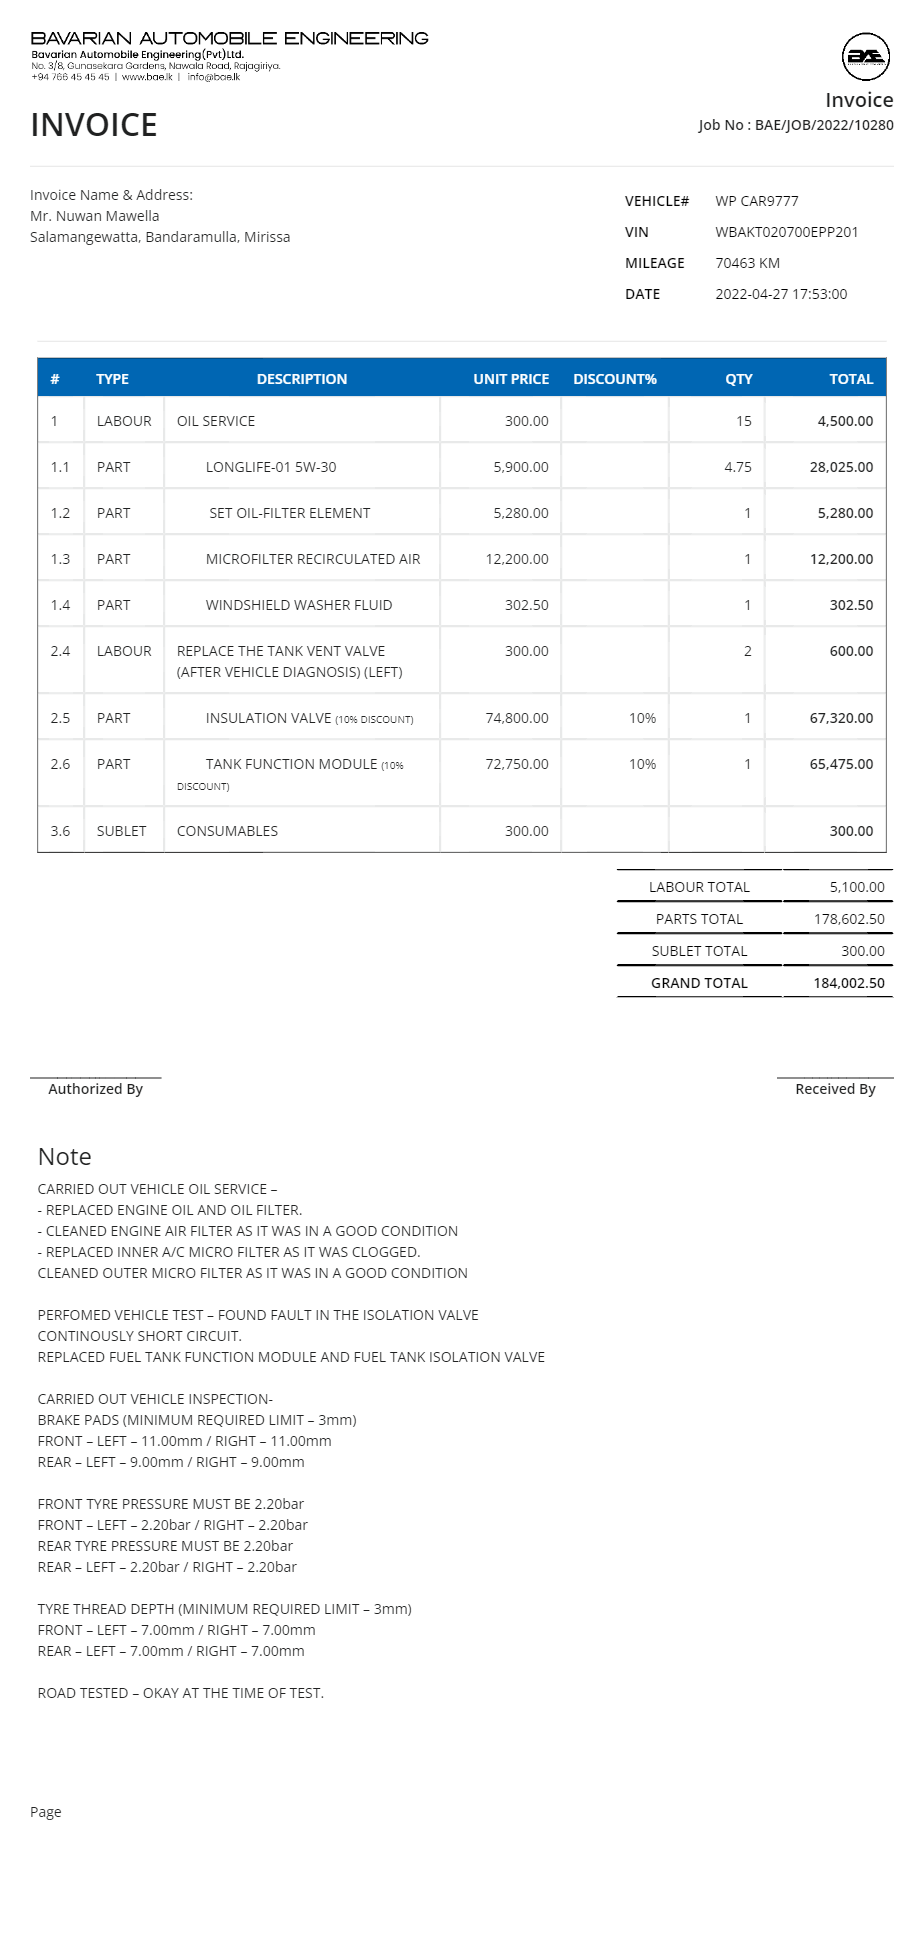 BAVARIAN AUTOMOBILE ENGINEERING
Bavarian Automobile Engineering(Pvt)Ltd.
No. 3/8, Gunasekara Gardens, Nawala Road, Rajagiriya.
+94 766 45 45 45 | www.bae.lk | info@bae.lk
BAE
Invoice
INVOICE
Job No : BAE/JOB/2022/10280
Invoice Name & Address:
Mr. Nuwan Mawella
Salamangewatta, Bandaramulla, Mirissa
VEHICLE# WP CAR9777
VIN WBAKT020700EPP201
MILEAGE 70463 KM
DATE 2022-04-27 17:53:00
# TYPE DESCRIPTION UNIT PRICE DISCOUNT% QTY TOTAL
1 LABOUR OIL SERVICE 300.00 15 4,500.00
1.1 PART LONGLIFE-01 5W-30 5,900.00 4.75 28,025.00
1.2 PART SET OIL-FILTER ELEMENT 5,280.00 1 5,280.00
1.3 PART MICROFILTER RECIRCULATED AIR 12,200.00 1 12,200.00
1.4 PART WINDSHIELD WASHER FLUID 302.50 1 302.50
2.4 LABOUR REPLACE THE TANK VENT VALVE 300.00 2 600.00
(AFTER VEHICLE DIAGNOSIS) (LEFT)
2.5 PART INSULATION VALVE (10% DISCOUNT) 74,800.00 10% 1 67,320.00
2.6 PART TANK FUNCTION MODULE (10% 72,750.00 10% 1 65,475.00
DISCOUNT)
3.6 SUBLET CONSUMABLES 300.00 300.00
LABOUR TOTAL 5,100.00
PARTS TOTAL 178,602.50
SUBLET TOTAL 300.00
GRAND TOTAL 184,002.50
Authorized By Received By
Note
CARRIED OUT VEHICLE OIL SERVICE –
- REPLACED ENGINE OIL AND OIL FILTER.
- CLEANED ENGINE AIR FILTER AS IT WAS IN A GOOD CONDITION
- REPLACED INNER A/C MICRO FILTER AS IT WAS CLOGGED.
CLEANED OUTER MICRO FILTER AS IT WAS IN A GOOD CONDITION
PERFOMED VEHICLE TEST – FOUND FAULT IN THE ISOLATION VALVE
CONTINOUSLY SHORT CIRCUIT.
REPLACED FUEL TANK FUNCTION MODULE AND FUEL TANK ISOLATION VALVE
CARRIED OUT VEHICLE INSPECTION-
BRAKE PADS (MINIMUM REQUIRED LIMIT – 3mm)
FRONT – LEFT – 11.00mm / RIGHT – 11.00mm
REAR – LEFT – 9.00mm / RIGHT – 9.00mm
FRONT TYRE PRESSURE MUST BE 2.20bar
FRONT – LEFT – 2.20bar / RIGHT – 2.20bar
REAR TYRE PRESSURE MUST BE 2.20bar
REAR – LEFT – 2.20bar / RIGHT – 2.20bar
TYRE THREAD DEPTH (MINIMUM REQUIRED LIMIT – 3mm)
FRONT – LEFT – 7.00mm / RIGHT – 7.00mm
REAR – LEFT – 7.00mm / RIGHT – 7.00mm
ROAD TESTED – OKAY AT THE TIME OF TEST.
Page